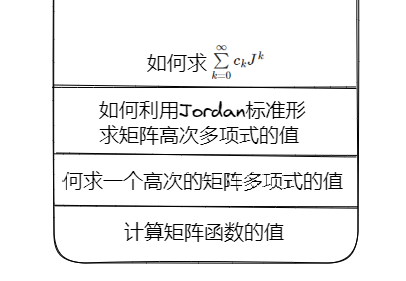 如何求 $\sum_{k=0}^{\infty} c_k J^k$
如何利用Jordan标准形
求矩阵高次多项式的值
何求一个高次的矩阵多项式的值
计算矩阵函数的值